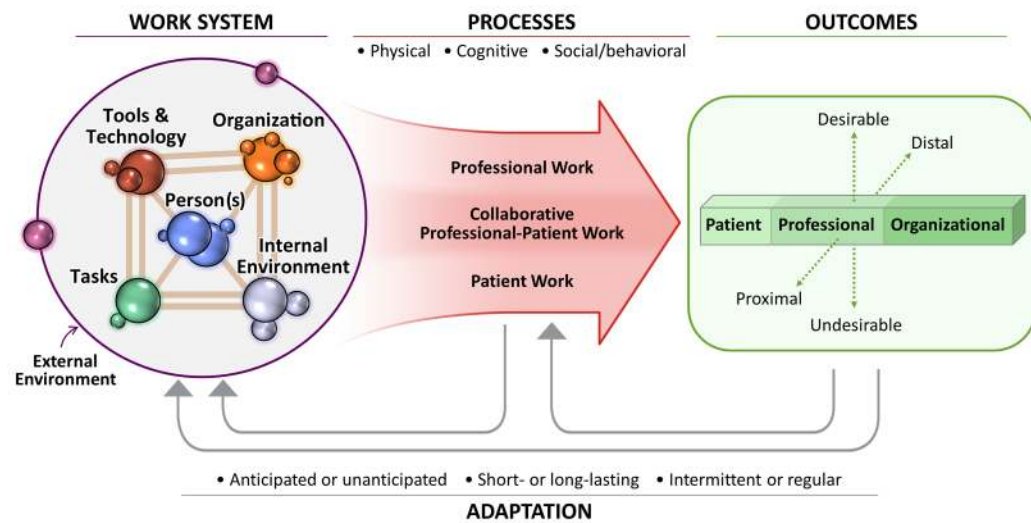 WORK SYSTEM
PROCESSES
OUTCOMES
• Physical • Cognitive • Social/behavioral
Tools &
Technology
Organization
Person(s)
Internal
Environment
Tasks
External
Environment
Professional Work
Collaborative
Professional-Patient Work
Patient Work
Desirable
Distal
Patient Professional Organizational
Proximal
Undesirable
• Anticipated or unanticipated • Short- or long-lasting • Intermittent or regular
ADAPTATION